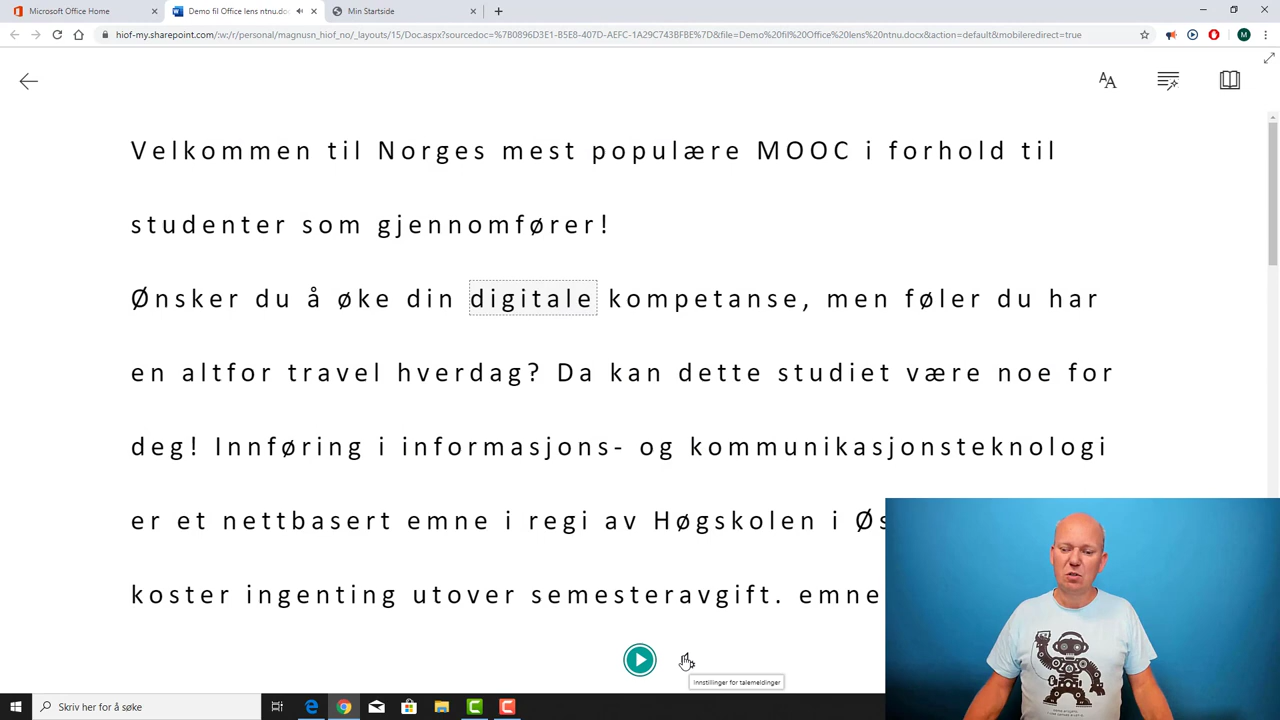 Microsoft Office Home
Demo fil Office lens ntnu.doc
Min Startside
hiof-my.sharepoint.com/:w:/r/personal/magnusn_hiof_no/_layouts/15/Doc.aspx?sourcedoc=%7B0896D3E1-B5E8-407D-AEFC-1A29C743BFBE%7D&file=Demo%20fil%20Office%20lens%20ntnu.docx&action=default&mobileredirect=true
M
AA
Velkommen til Norges mest populære MOOC i forhold til
studenter som gjennomfører!
Ønsker du å øke din digitale kompetanse, men føler du har
en altfor travel hverdag? Da kan dette studiet være noe for
deg! Innføring i informasjons- og kommunikasjonsteknologi
er et nettbasert emne i regi av Høgskolen i Øs
koster ingenting utover semesteravgift. emne
Innstillinger for talemeldinger
Skriv her for å søke